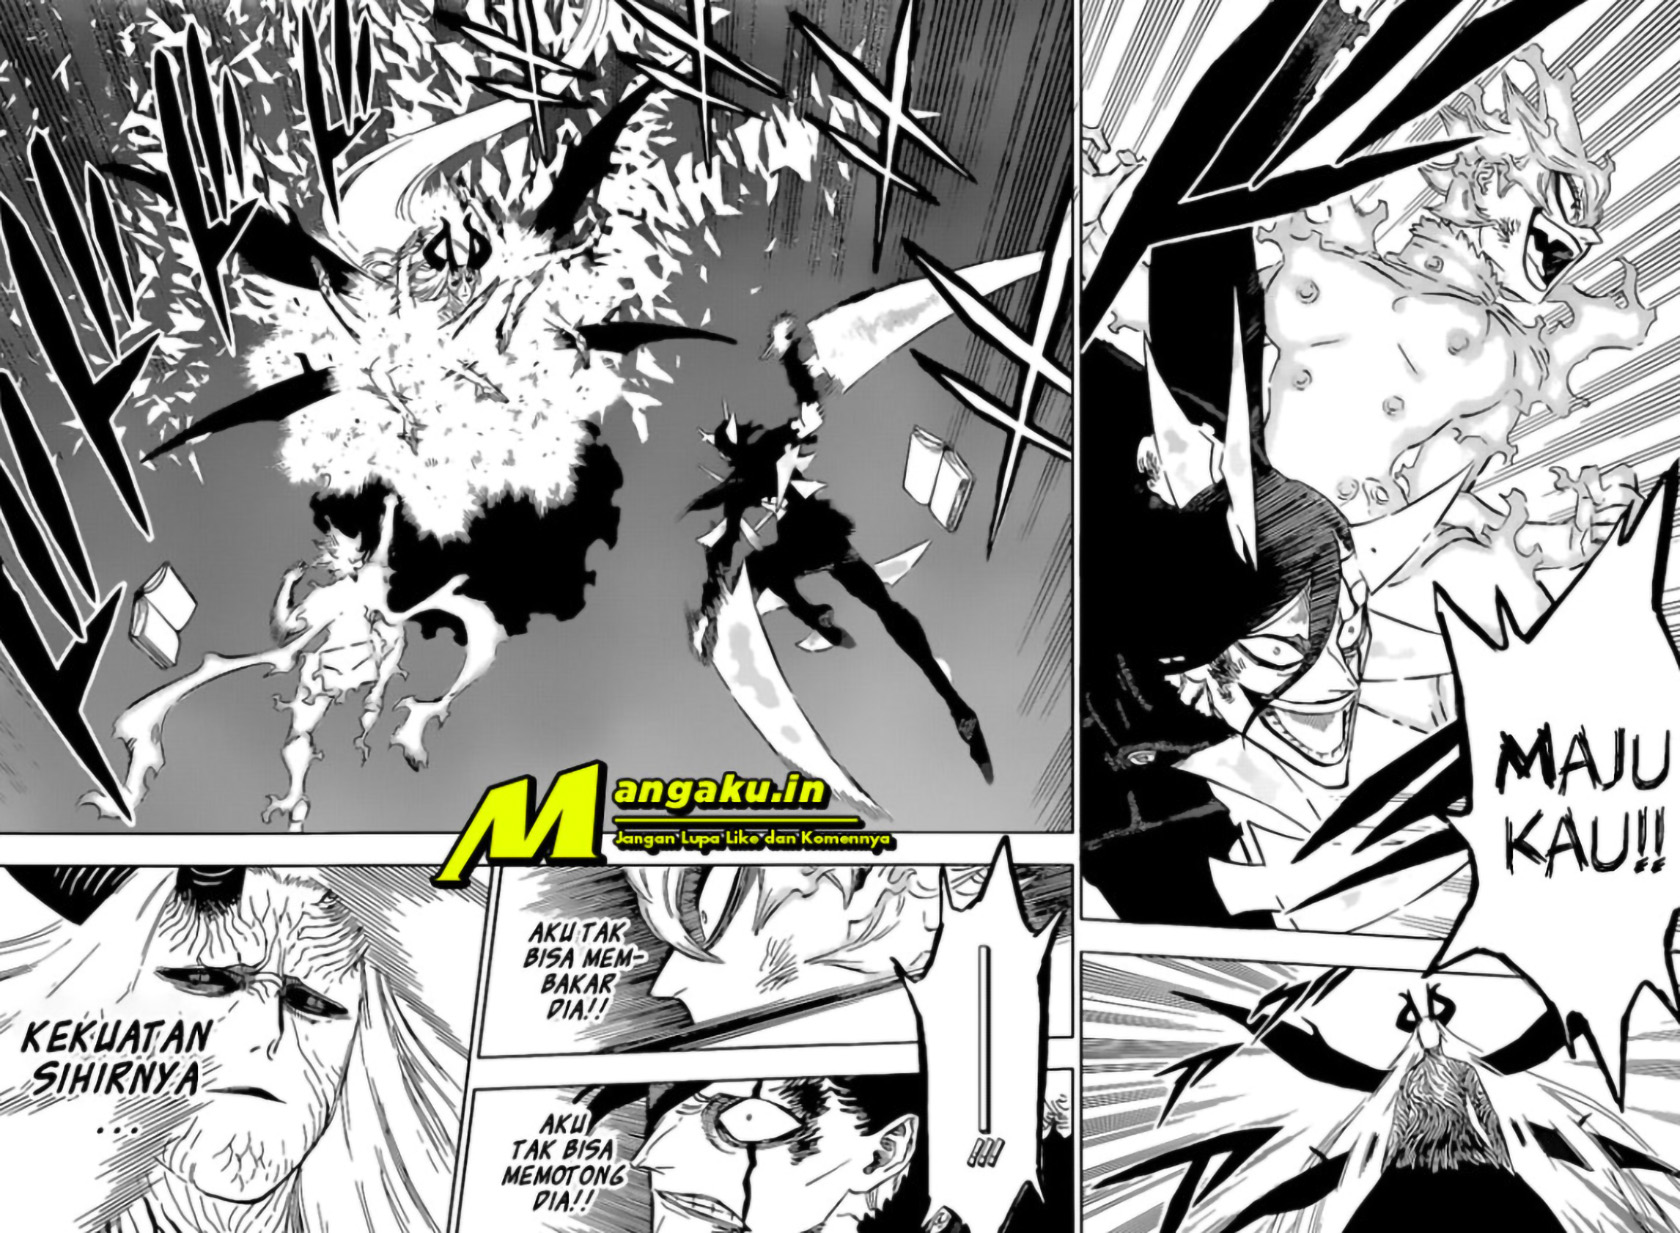 MAJU
KAU!!
Mangaku.in
Jangan Lupa Like dan Komennya
!!!
AKU TAK
BISA MEM-
BAKAR
DIA!!
AKU
TAK BISA
MEMOTONG
DIA!!
KEKUATAN
SIHIRNYA
...